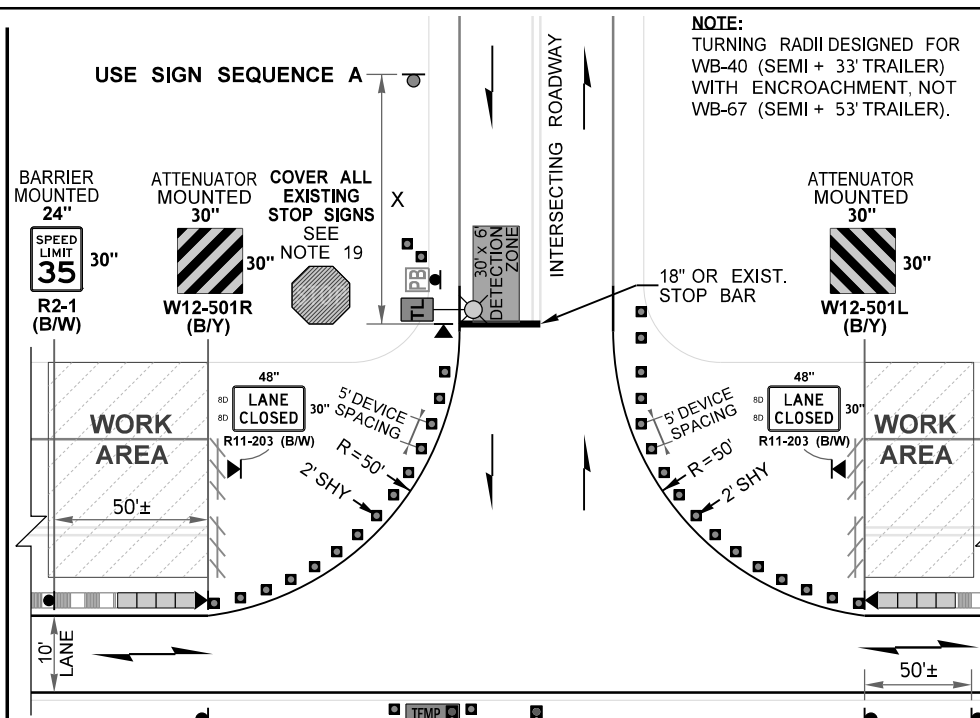 NOTE:
TURNING RADII DESIGNED FOR
WB-40 (SEMI + 33' TRAILER)
WITH ENCROACHMENT, NOT
WB-67 (SEMI + 53' TRAILER).
USE SIGN SEQUENCE A
X
INTERSECTING ROADWAY
BARRIER
MOUNTED
24"
SPEED
LIMIT
35
30"
R2-1
(B/W)
ATTENUATOR
MOUNTED
30"
30"
W12-501R
(B/Y)
COVER ALL
EXISTING
STOP SIGNS
SEE
NOTE 19
STOP
PB
TL
30' x 6'
DETECTION
ZONE
18" OR EXIST.
STOP BAR
ATTENUATOR
MOUNTED
30"
30"
W12-501L
(B/Y)
WORK
AREA
50'±
48"
8D
8D
LANE
CLOSED
30"
R11-203 (B/W)
5' DEVICE
SPACING
R = 50'
2' SHY
5' DEVICE
SPACING
R = 50'
2' SHY
48"
8D
8D
LANE
CLOSED
30"
R11-203 (B/W)
WORK
AREA
10'
LANE
50'±
TEMP